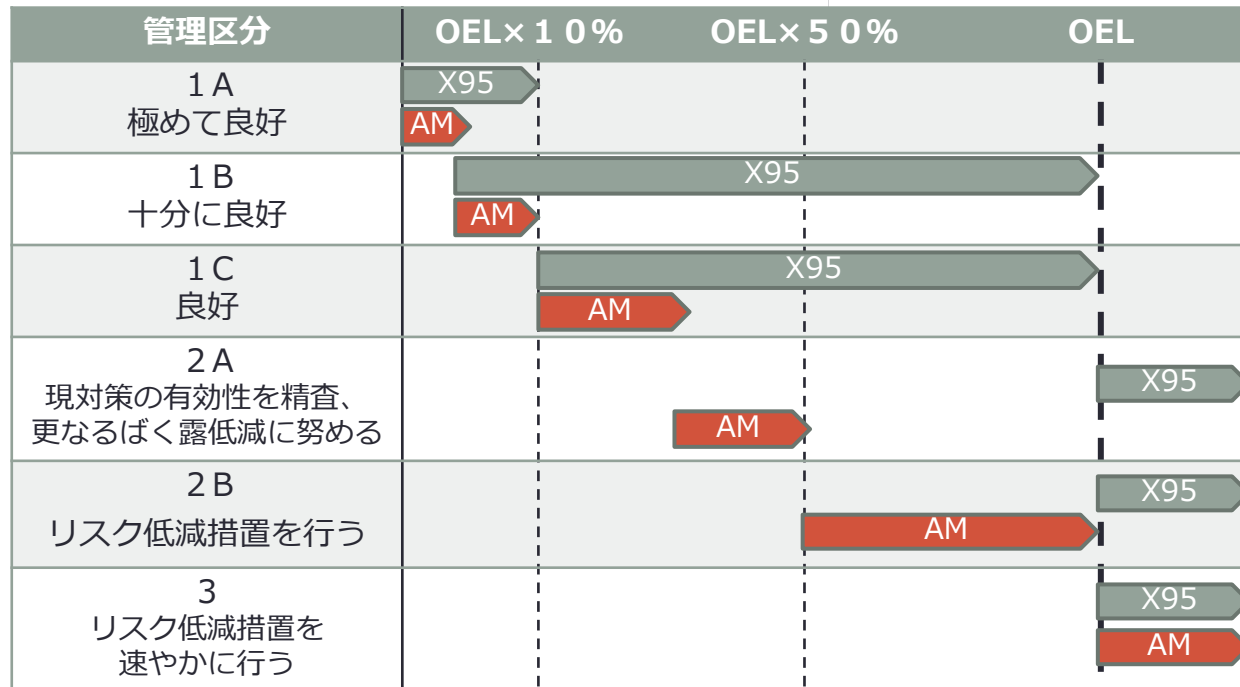 管理区分 OEL×１０% OEL×５０% OEL
１A
極めて良好
X95
AM
１B
十分に良好
X95
AM
１C
良好
X95
AM
２A
現対策の有効性を精査、
更なるばく露低減に努める
X95
AM
２B
リスク低減措置を行う
X95
AM
3
リスク低減措置を
速やかに行う
X95
AM